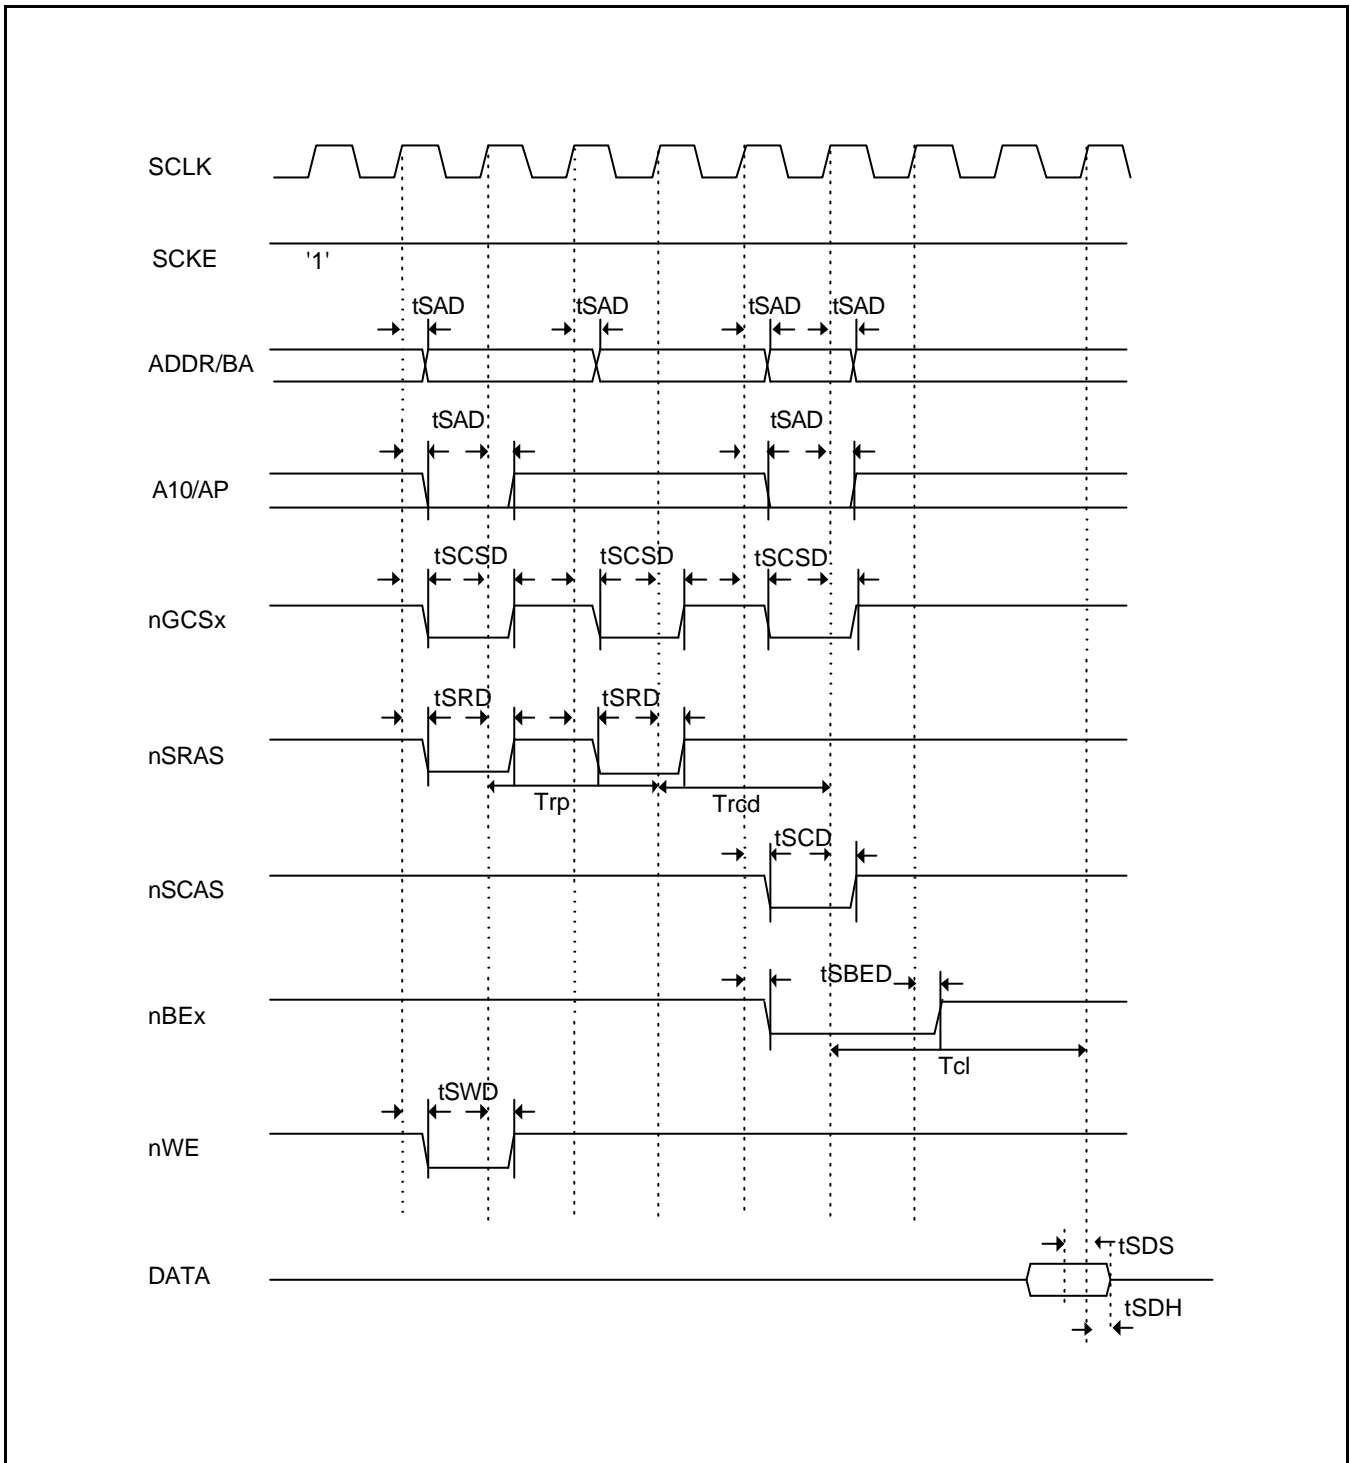 SCLK
SCKE '1'
tSAD tSAD tSAD tSAD
ADDR/BA
tSAD tSAD
A10/AP
tSCSD tSCSD tSCSD
nGCSx
tSRD tSRD
nSRAS
Trp Trcd
tSCD
nSCAS
tSBED
nBEx
Tcl
tSWD
nWE
tSDS
DATA
tSDH